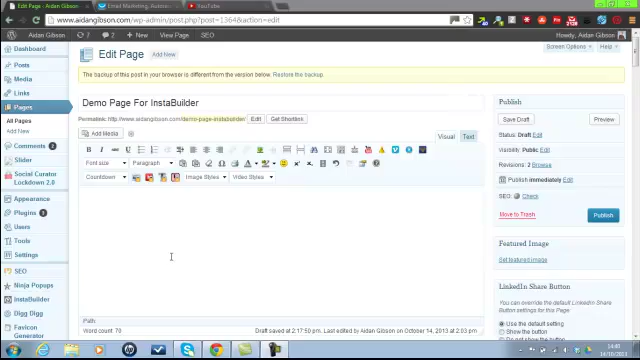 Edit Page ‹ Aidan Gibson
Email Marketing, Autorespon
YouTube
www.aidangibson.com/wp-admin/post.php?post=1364&action=edit
Aidan Gibson
5
0
+ New
View Page
SEO
Howdy, Aidan Gibson
Dashboard
Posts
Media
Links
Pages
All Pages
Add New
Comments
Slider
Social Curator
Lockdown 2.0
Appearance
Plugins
Users
Tools
Settings
SEO
Ninja Popups
InstaBuilder
Digg Digg
Favicon
Generator
Edit Page
Add New
Screen Options
Help
The backup of this post in your browser is different from the version below. Restore the backup
Demo Page For InstaBuilder
Permalink: http://www.aidangibson.com/demo-page-instabuilder/
Edit
Get Shortlink
Add Media
Visual
Text
Font size
Paragraph
Countdown
Image Styles
Video Styles
Path:
Word count: 70
Draft saved at 2:17:50 pm. Last edited by Aidan Gibson on October 14, 2013 at 2:03 pm
Publish
Save Draft
Preview
Status: Draft Edit
Visibility: Public Edit
Revisions: 2 Browse
Publish immediately Edit
SEO: Check
Move to Trash
Publish
Featured Image
Set featured image
LinkedIn Share Button
You can override the default LinkedIn Share
Button settings for this Page.
Use the default setting
Show the button
14:40
14/10/2013